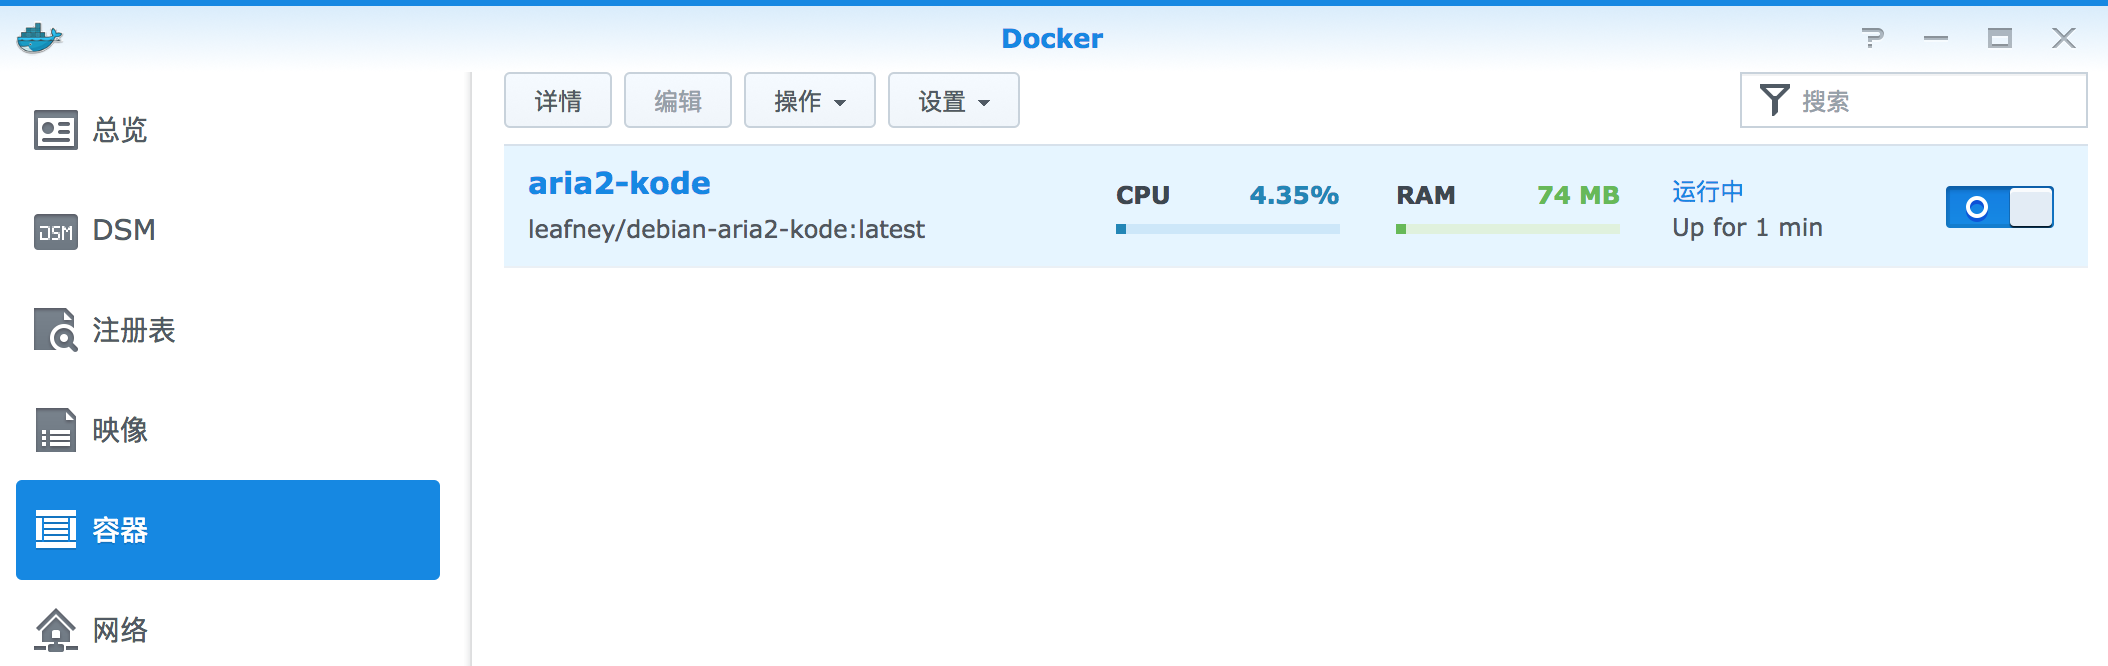 Docker
总览
DSM
DSM
注册表
映像
容器
网络
详情 编辑 操作 设置 搜索
aria2-kode
leafney/debian-aria2-kode:latest
CPU 4.35%
RAM 74 MB
运行中
Up for 1 min